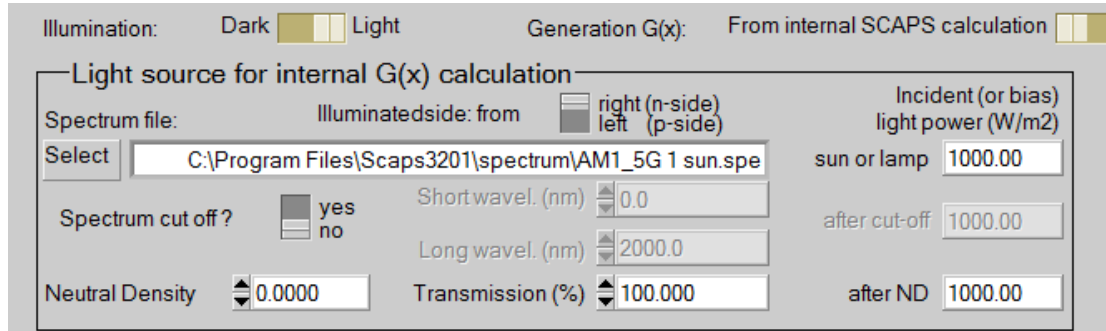 Illumination: Dark Light Generation G(x): From internal SCAPS calculation
Light source for internal G(x) calculation
Spectrum file: Illuminatedside: from right (n-side) left (p-side) Incident (or bias) light power (W/m2)
Select C:\Program Files\Scaps3201\spectrum\AM1_5G 1 sun.spe sun or lamp 1000.00
Spectrum cut off ? yes no Short wavel. (nm) 0.0 after cut-off 1000.00
Long wavel. (nm) 2000.0
Neutral Density 0.0000 Transmission (%) 100.000 after ND 1000.00